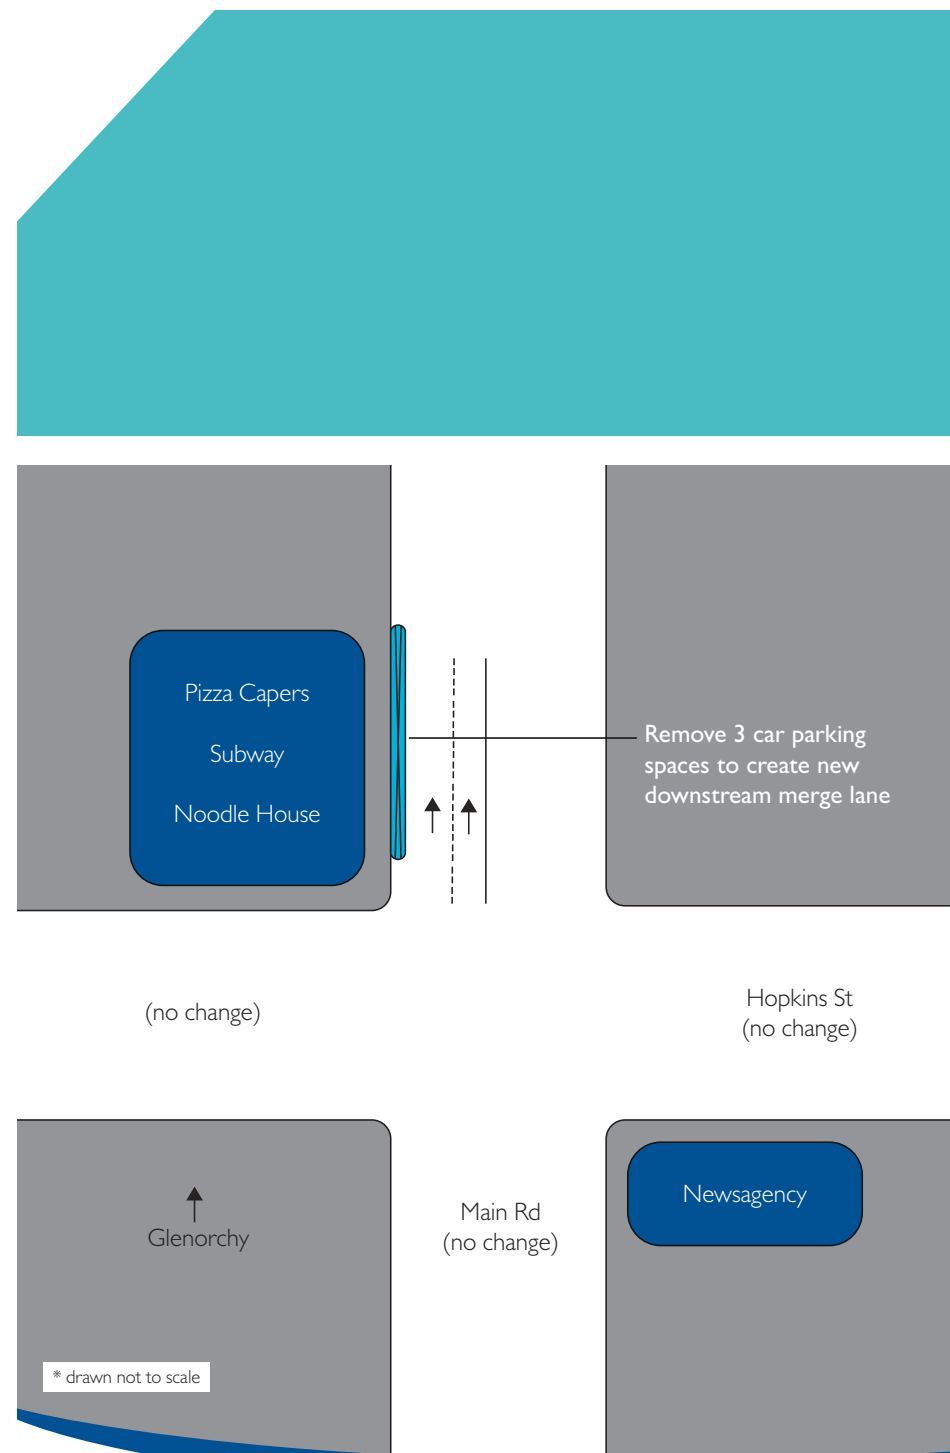 Pizza Capers
Subway
Noodle House
Remove 3 car parking
spaces to create new
downstream merge lane
(no change)
Hopkins St
(no change)
Glenorchy
Main Rd
(no change)
Newsagency
* drawn not to scale